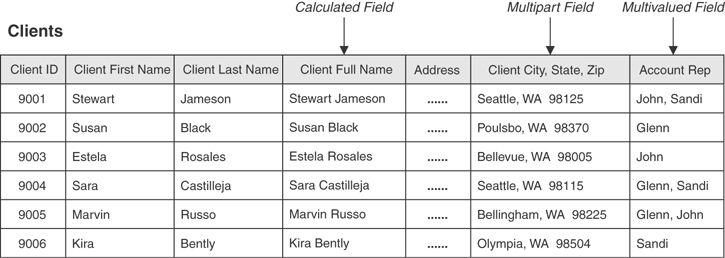 Calculated Field Multipart Field Multivalued Field
Clients
Client ID Client First Name Client Last Name Client Full Name Address Client City, State, Zip Account Rep
9001 Stewart Jameson Stewart Jameson ...... Seattle, WA 98125 John, Sandi
9002 Susan Black Susan Black ...... Poulsbo, WA 98370 Glenn
9003 Estela Rosales Estela Rosales ...... Bellevue, WA 98005 John
9004 Sara Castilleja Sara Castilleja ...... Seattle, WA 98115 Glenn, Sandi
9005 Marvin Russo Marvin Russo ...... Bellingham, WA 98225 Glenn, John
9006 Kira Bently Kira Bently ...... Olympia, WA 98504 Sandi